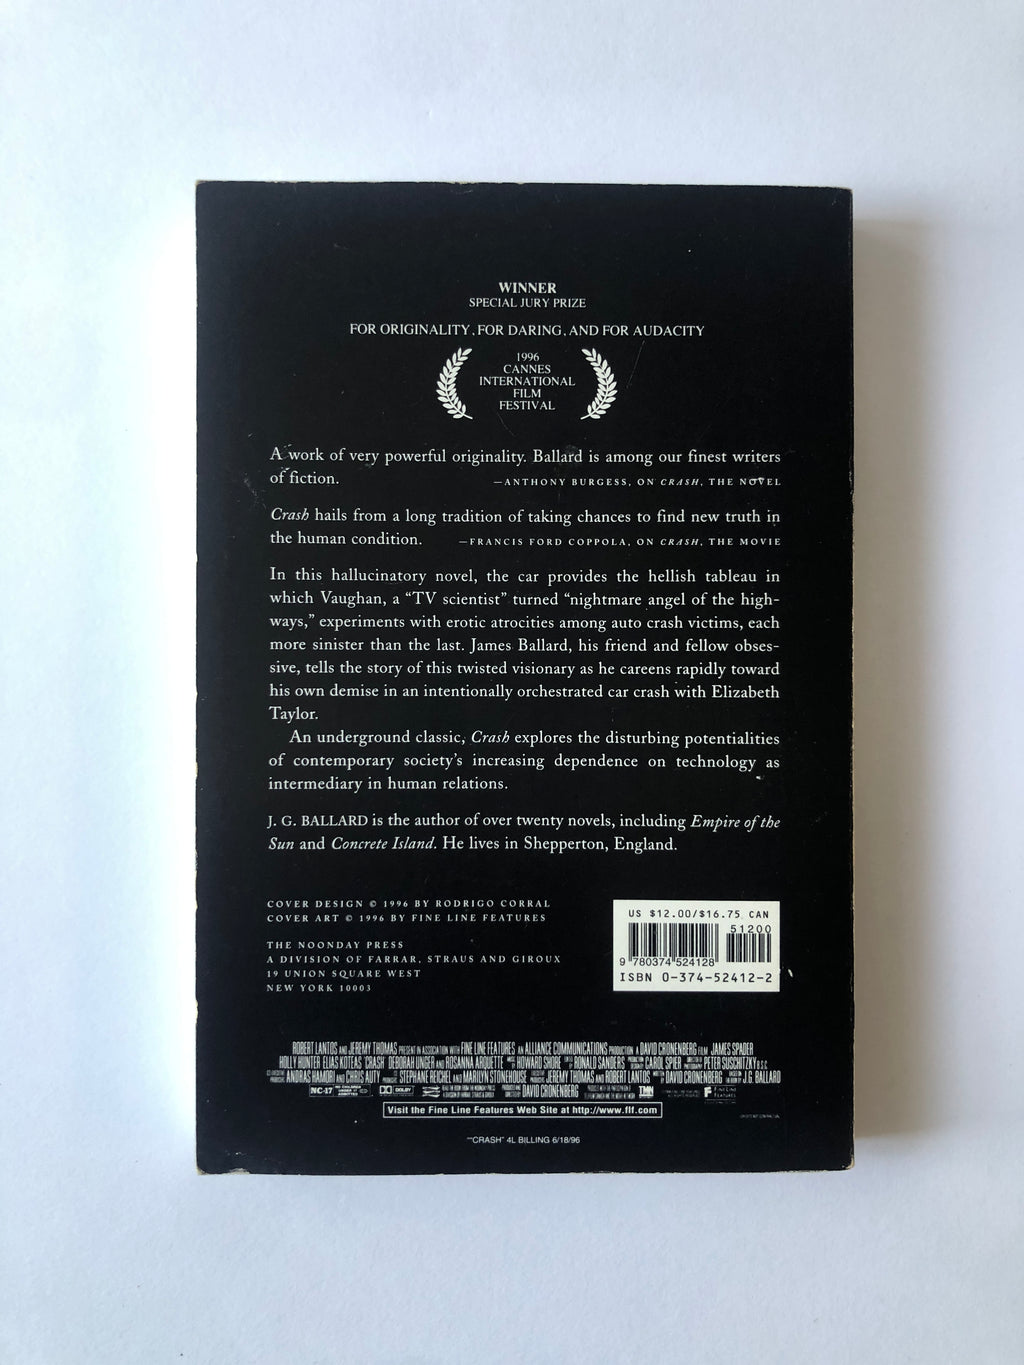 WINNER
SPECIAL JURY PRIZE
FOR ORIGINALITY, FOR DARING, AND FOR AUDACITY
1996
CANNES
INTERNATIONAL
FILM
FESTIVAL
A work of very powerful originality. Ballard is among our finest writers
of fiction. —ANTHONY BURGESS, ON CRASH, THE NOVEL
Crash hails from a long tradition of taking chances to find new truth in
the human condition. —FRANCIS FORD COPPOLA, ON CRASH, THE MOVIE
In this hallucinatory novel, the car provides the hellish tableau in
which Vaughan, a “TV scientist” turned “nightmare angel of the high-
ways,” experiments with erotic atrocities among auto crash victims, each
more sinister than the last. James Ballard, his friend and fellow obses-
sive, tells the story of this twisted visionary as he careens rapidly toward
his own demise in an intentionally orchestrated car crash with Elizabeth
Taylor.
An underground classic, Crash explores the disturbing potentialities
of contemporary society’s increasing dependence on technology as
intermediary in human relations.
J. G. BALLARD is the author of over twenty novels, including Empire of the
Sun and Concrete Island. He lives in Shepperton, England.
COVER DESIGN © 1996 BY RODRIGO CORRAL
COVER ART © 1996 BY FINE LINE FEATURES
THE NOONDAY PRESS
A DIVISION OF FARRAR, STRAUS AND GIROUX
19 UNION SQUARE WEST
NEW YORK 10003
US $12.00/$16.75 CAN
51200
9 780374 524128
ISBN 0-374-52412-2
ROBERT LANTOS AND JEREMY THOMAS PRESENT IN ASSOCIATION WITH FINE LINE FEATURES AN ALLIANCE COMMUNICATIONS PRODUCTION A DAVID CRONENBERG FILM JAMES SPADER
HOLLY HUNTER ELIAS KOTEAS "CRASH" DEBORAH UNGER AND ROSANNA ARQUETTE HOWARD SHORE RONALD SANDERS CAROL SPIER PETER SUSCHITZKY B.S.C.
ANDRAS HAMORI AND CHRIS AUTY STEPHANE REICHEL AND MARILYN STONEHOUSE JEREMY THOMAS AND ROBERT LANTOS DAVID CRONENBERG J.G. BALLARD
NC-17 DOLBY DAVID CRONENBERG TMN FINE LINE FEATURES
Visit the Fine Line Features Web Site at http://www.flf.com
""CRASH" 4L BILLING 6/18/96